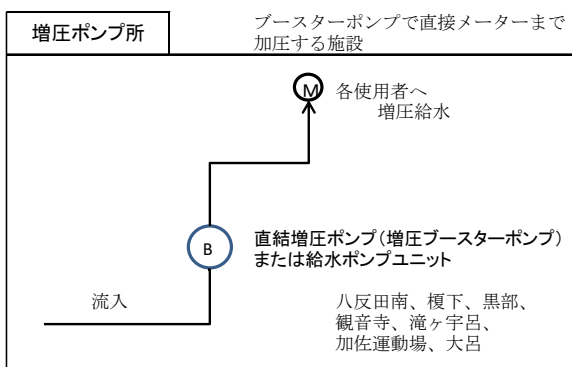 増圧ポンプ所
ブースターポンプで直接メーターまで
加圧する施設
M
各使用者へ
増圧給水
B
直結増圧ポンプ(増圧ブースターポンプ)
または給水ポンプユニット
流入
八反田南、榎下、黒部、
観音寺、滝ヶ宇呂、
加佐運動場、大呂